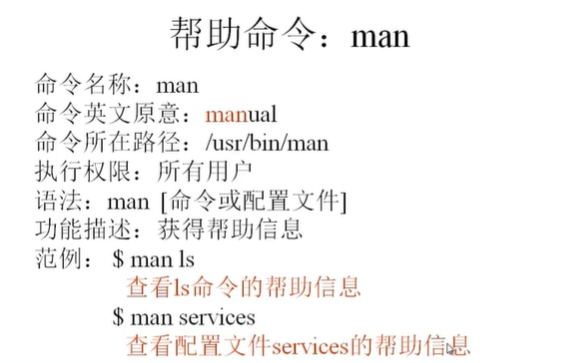 帮助命令：man
命令名称：man
命令英文原意：manual
命令所在路径：/usr/bin/man
执行权限：所有用户
语法：man [命令或配置文件]
功能描述：获得帮助信息
范例： $ man ls
查看ls命令的帮助信息
$ man services
查看配置文件services的帮助信息